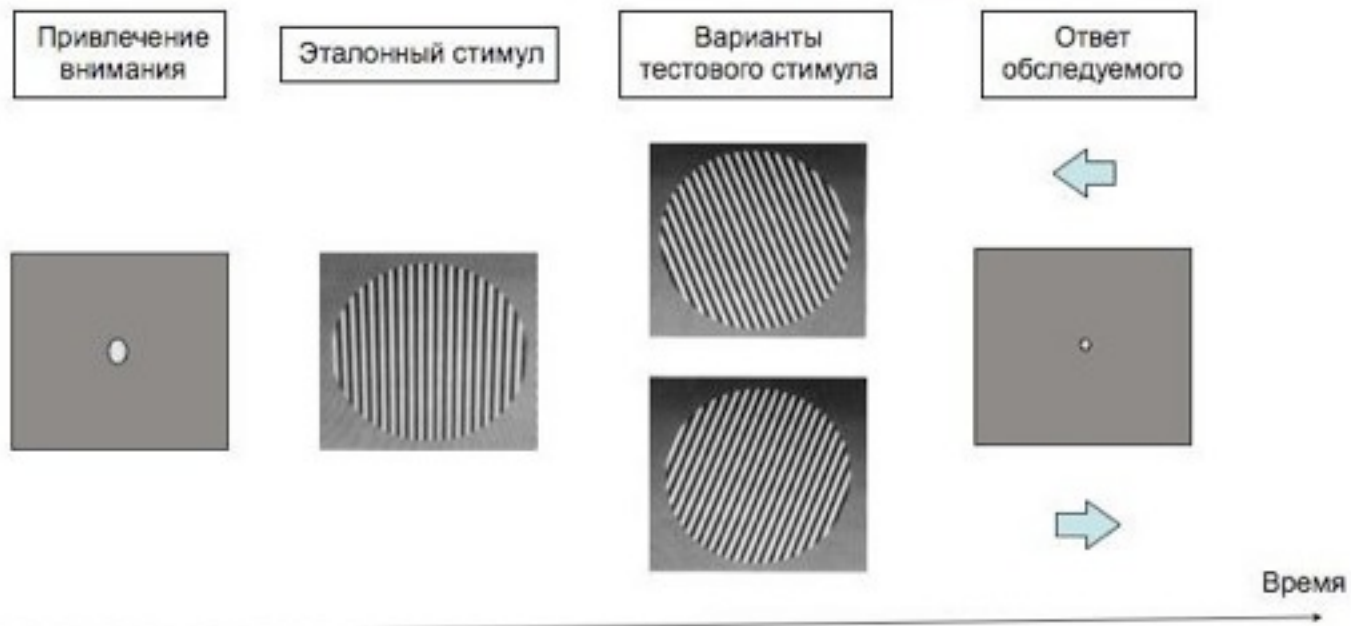 Привлечение
внимания
Эталонный стимул
Варианты
тестового стимула
Ответ
обследуемого
Время